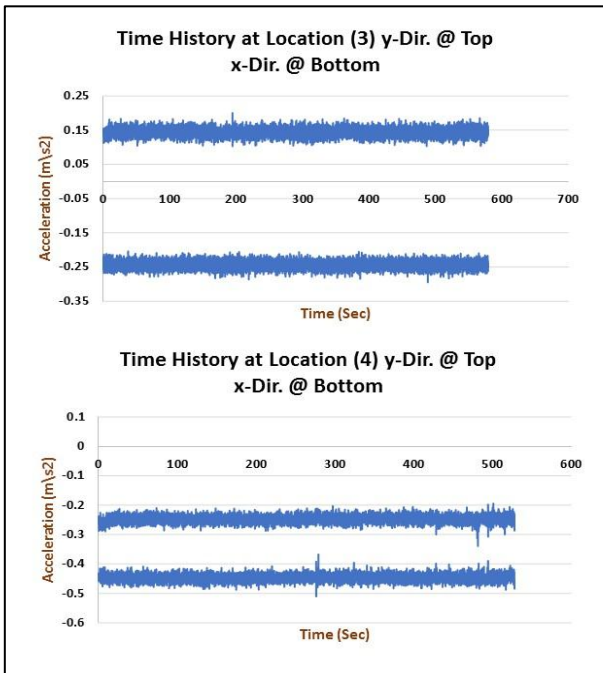 Time History at Location (3) y-Dir. @ Top
x-Dir. @ Bottom
0.25
0.15
0.05
-0.05
-0.15
-0.25
-0.35
0 100 200 300 400 500 600 700
Acceleration (m\s2)
Time (Sec)
Time History at Location (4) y-Dir. @ Top
x-Dir. @ Bottom
0.1
0
-0.1
-0.2
-0.3
-0.4
-0.5
-0.6
0 100 200 300 400 500 600
Acceleration (m\s2)
Time (Sec)